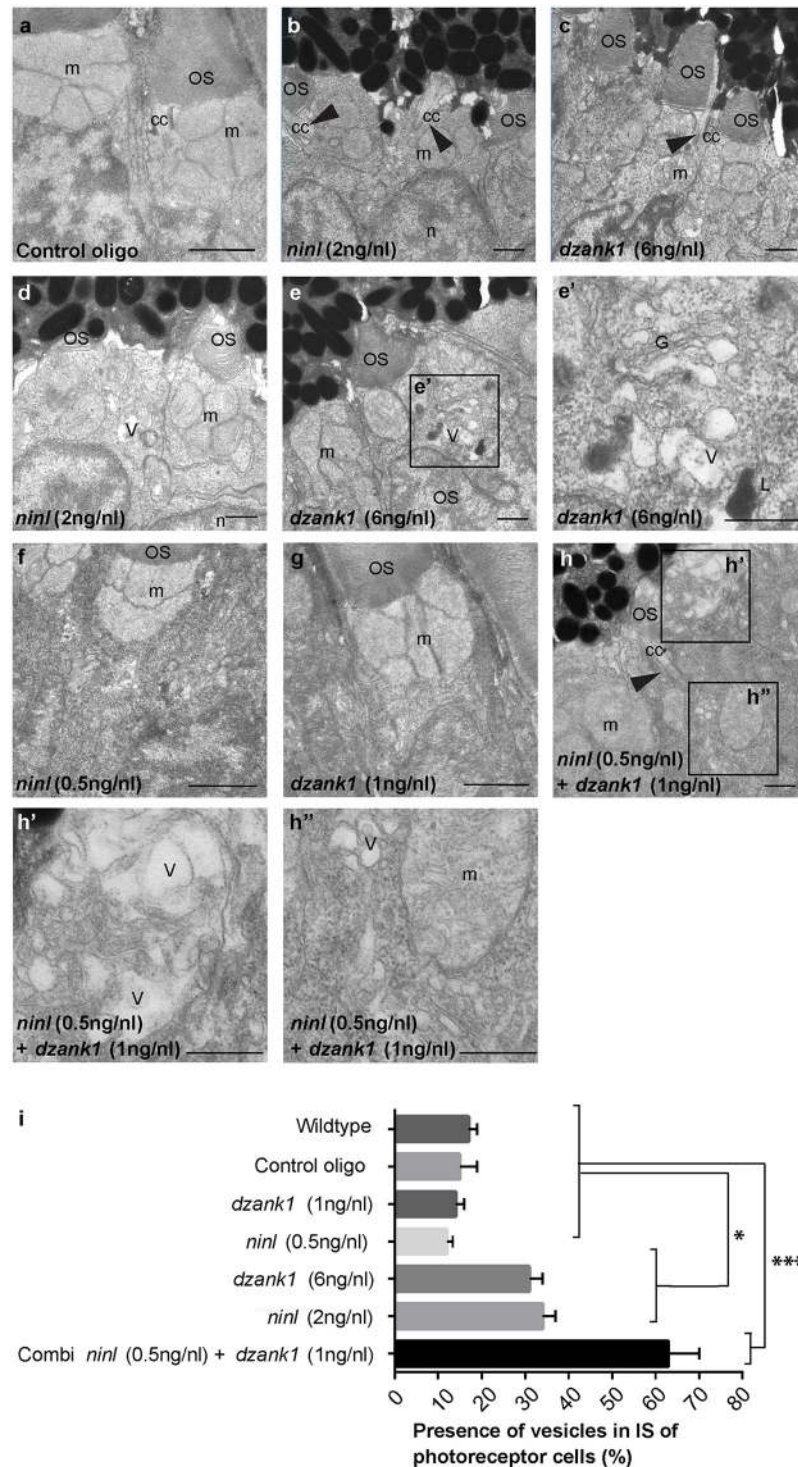 a
m
OS
cc
m
Control oligo
b
OS
cc
cc
OS
m
n
ninl (2ng/nl)
c
OS
OS
cc
m
dzank1 (6ng/nl)
d
OS
OS
V
m
ninl (2ng/nl)
n
e
OS
e'
V
m
OS
dzank1 (6ng/nl)
e'
G
V
L
dzank1 (6ng/nl)
f
OS
m
ninl (0.5ng/nl)
g
OS
m
dzank1 (1ng/nl)
h
h'
OS
cc
h''
m
ninl (0.5ng/nl)
+ dzank1 (1ng/nl)
h'
V
V
ninl (0.5ng/nl)
+ dzank1 (1ng/nl)
h''
V
m
ninl (0.5ng/nl)
+ dzank1 (1ng/nl)
i
Wildtype
Control oligo
dzank1 (1ng/nl)
ninl (0.5ng/nl)
dzank1 (6ng/nl)
ninl (2ng/nl)
Combi ninl (0.5ng/nl) + dzank1 (1ng/nl)
*
***
0 10 20 30 40 50 60 70 80
Presence of vesicles in IS of
photoreceptor cells (%)